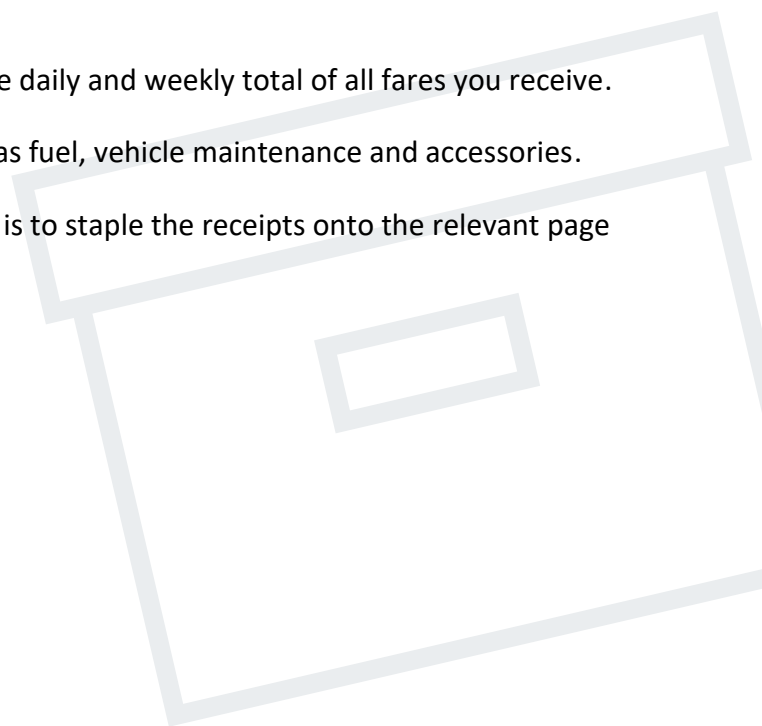 e daily and weekly total of all fares you receive.
as fuel, vehicle maintenance and accessories.
is to staple the receipts onto the relevant page